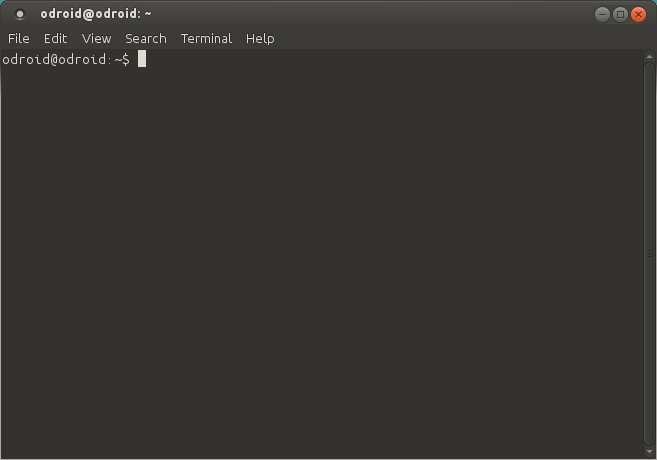 odroid@odroid: ~
File Edit View Search Terminal Help
odroid@odroid:~$